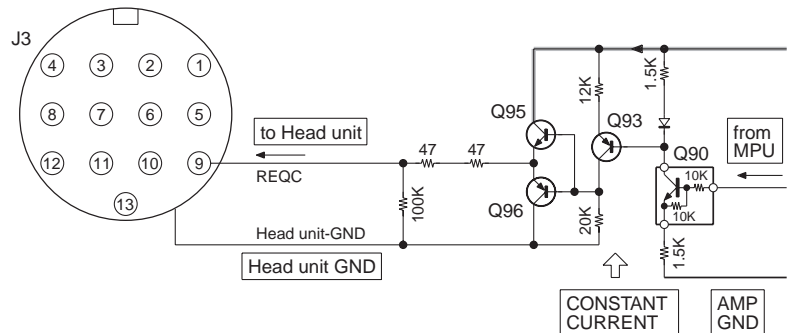 J3
4
3
2
1
8
7
6
5
12
11
10
9
13
to Head unit
REQC
47
47
100K
Head unit-GND
Head unit GND
Q95
Q96
12K
20K
Q93
1.5K
Q90
10K
10K
1.5K
from
MPU
CONSTANT
CURRENT
AMP
GND